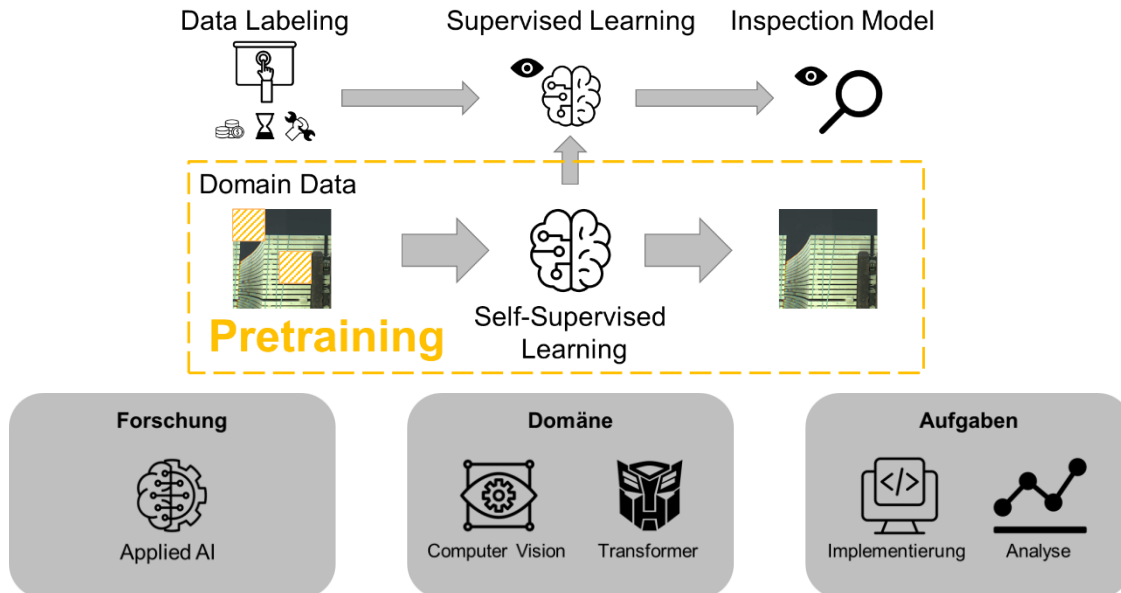 Data Labeling
Supervised Learning
Inspection Model
Domain Data
Pretraining
Self-Supervised
Learning
Forschung
Applied AI
Domäne
Computer Vision
Transformer
Aufgaben
</>
Implementierung
Analyse